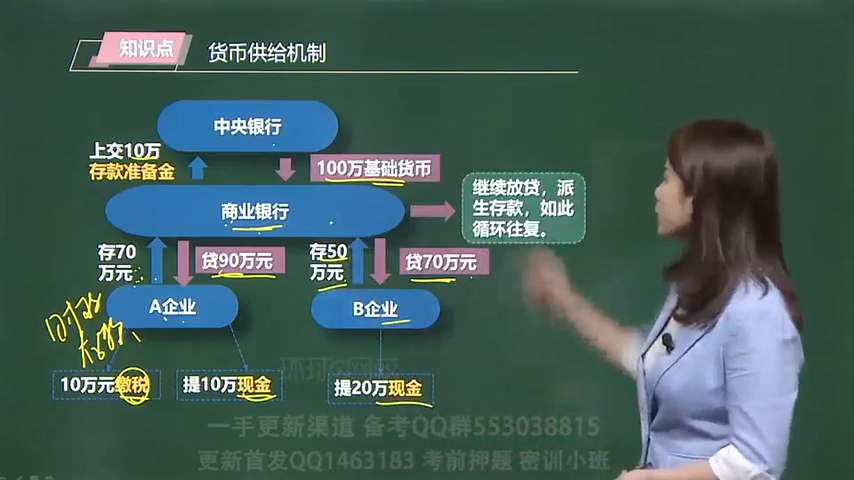 知识点
货币供给机制
中央银行
上交10万
存款准备金
100万基础货币
商业银行
继续放贷，派
生存款，如此
循环往复。
存70
万元
贷90万元
存50
万元
贷70万元
A企业
B企业
10万元缴税
提10万现金
提20万现金
一手更新渠道 备考QQ群553038815
更新首发QQ1463183 考前押题 密训小班